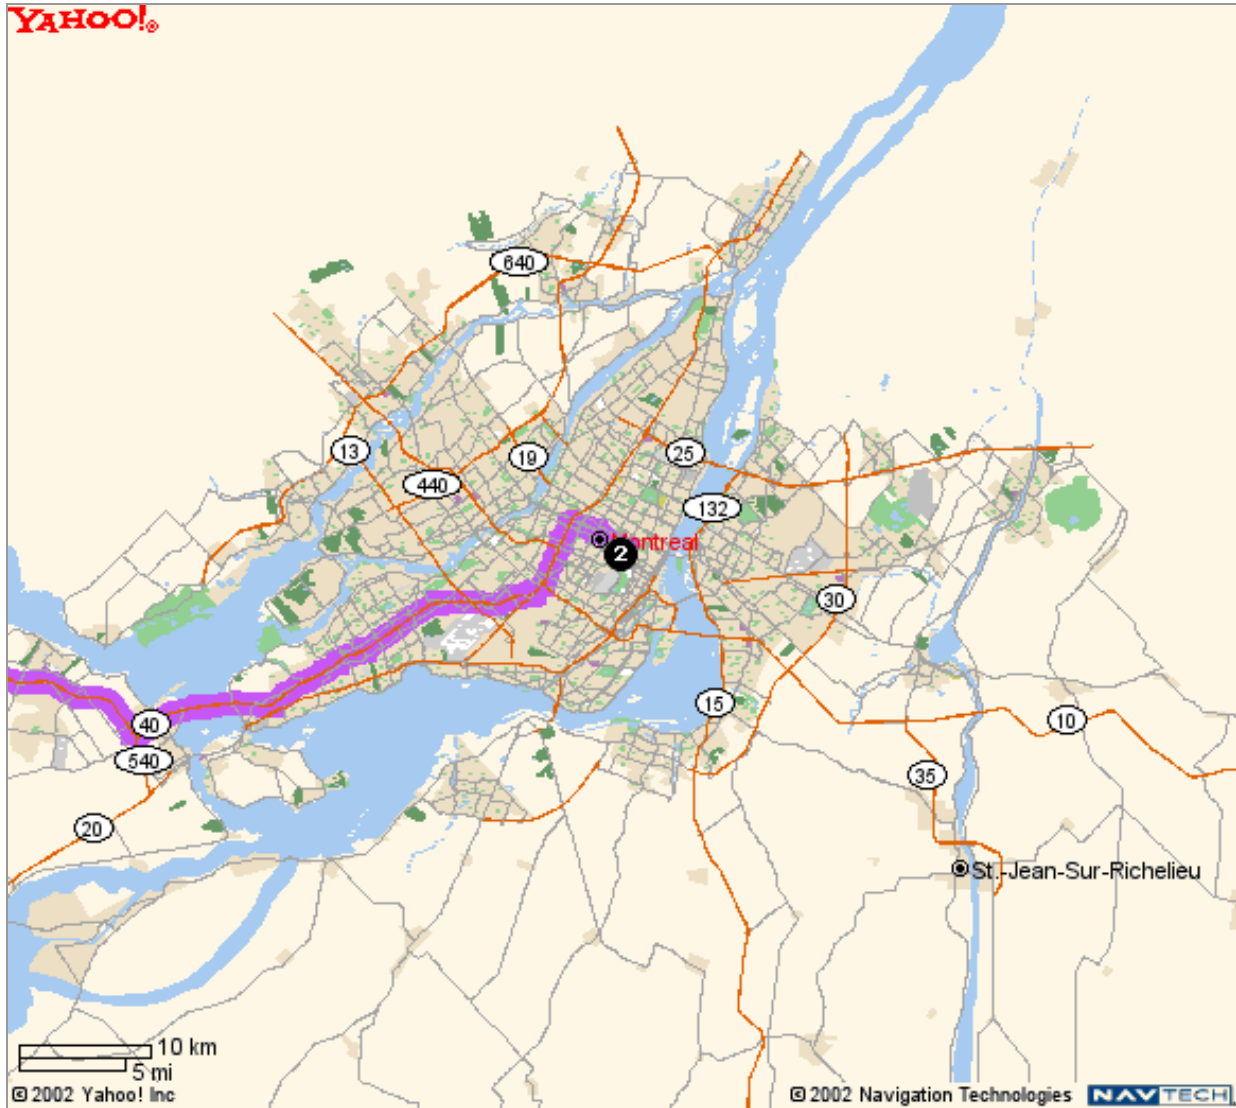 YAHOO!®
640
13
19
25
440
132
Montreal
2
30
15
40
10
540
35
20
St.-Jean-Sur-Richelieu
10 km
5 mi
© 2002 Yahoo! Inc
© 2002 Navigation Technologies NAVTECH